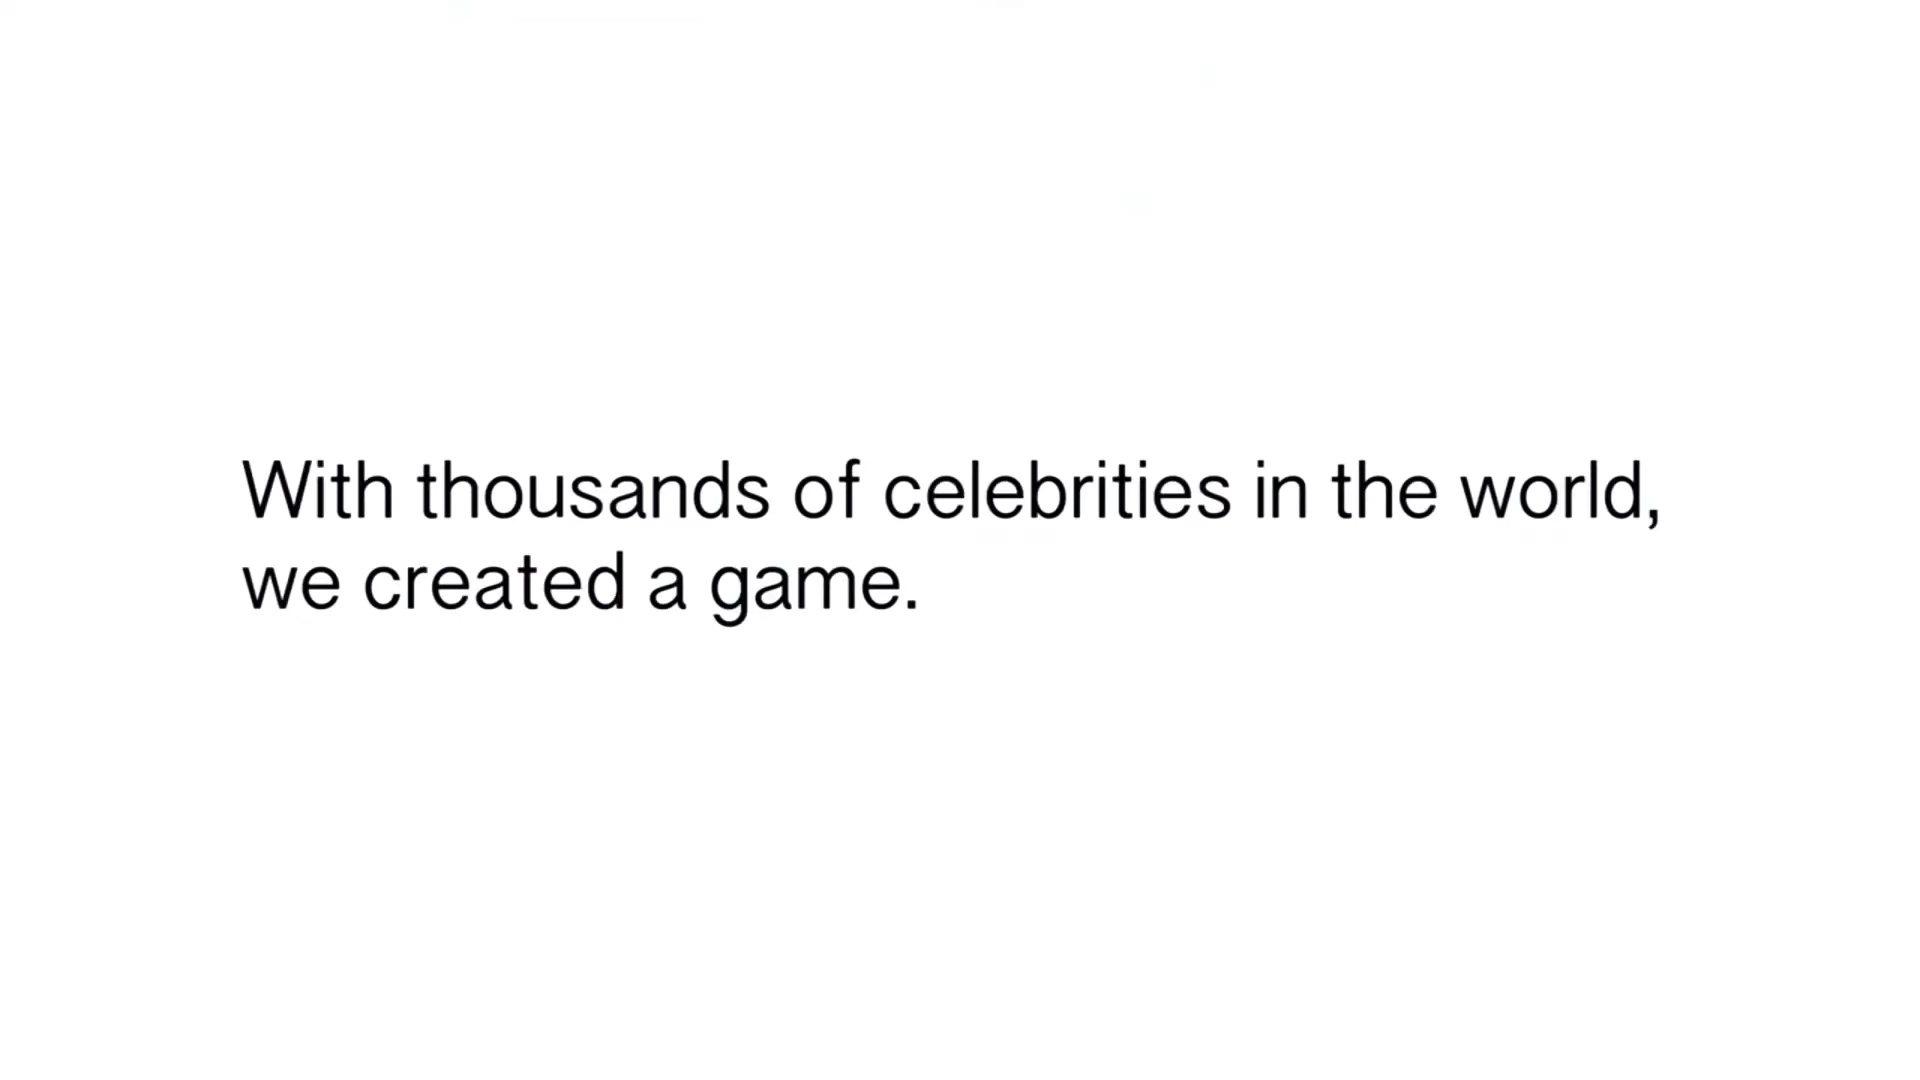 With thousands of celebrities in the world,
we created a game.